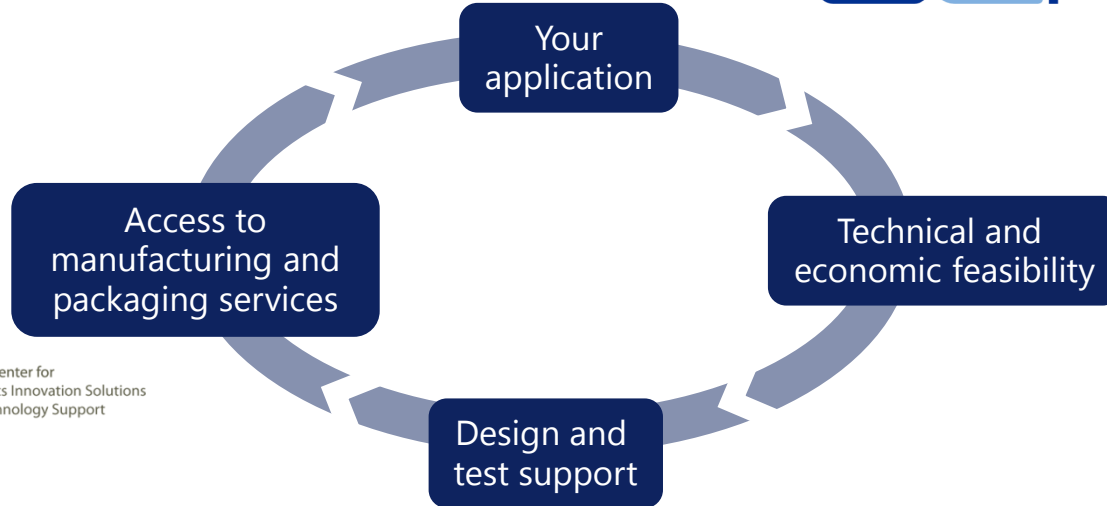 Your
application
Technical and
economic feasibility
Design and
test support
Access to
manufacturing and
packaging services
enter for
s Innovation Solutions
nology Support